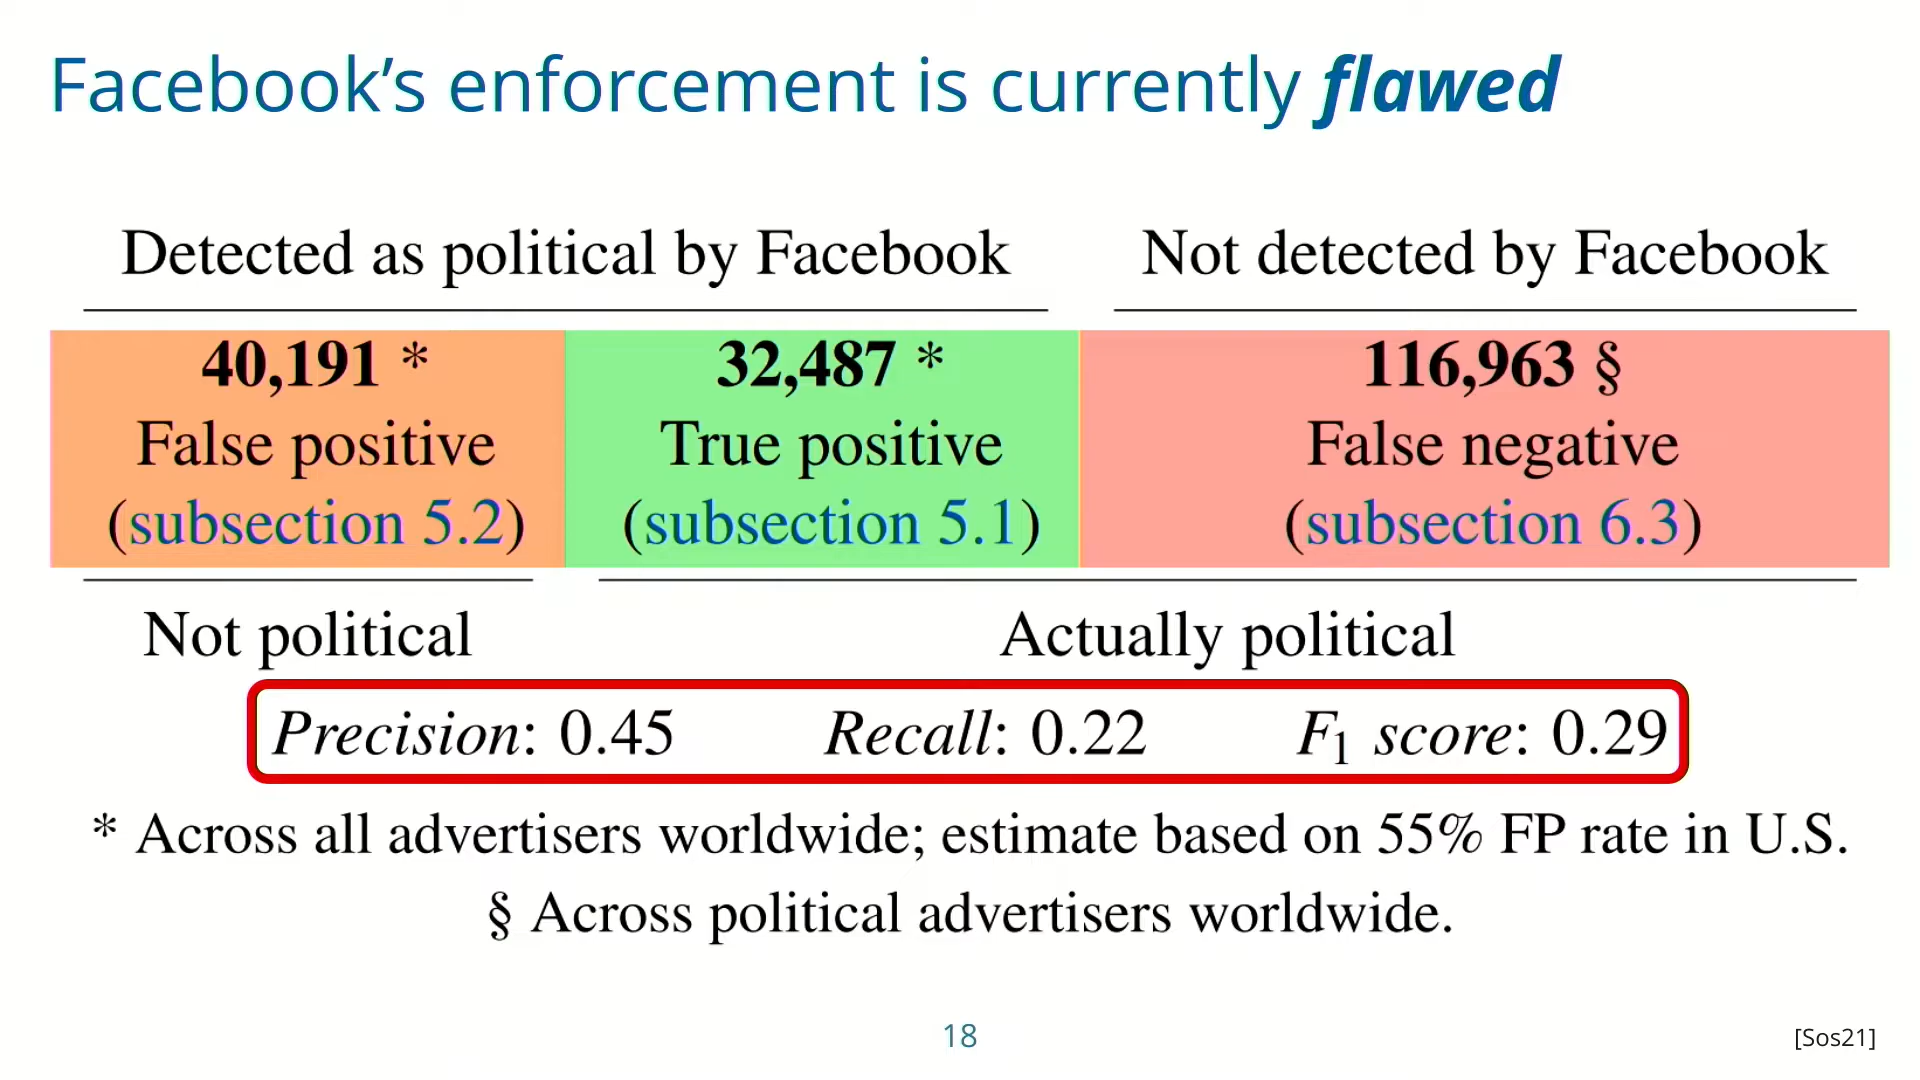 Facebook’s enforcement is currently flawed
Detected as political by Facebook
Not detected by Facebook
40,191 *
False positive
(subsection 5.2)
32,487 *
True positive
(subsection 5.1)
116,963 §
False negative
(subsection 6.3)
Not political
Actually political
Precision: 0.45 Recall: 0.22 F₁ score: 0.29
* Across all advertisers worldwide; estimate based on 55% FP rate in U.S.
§ Across political advertisers worldwide.
18
[Sos21]